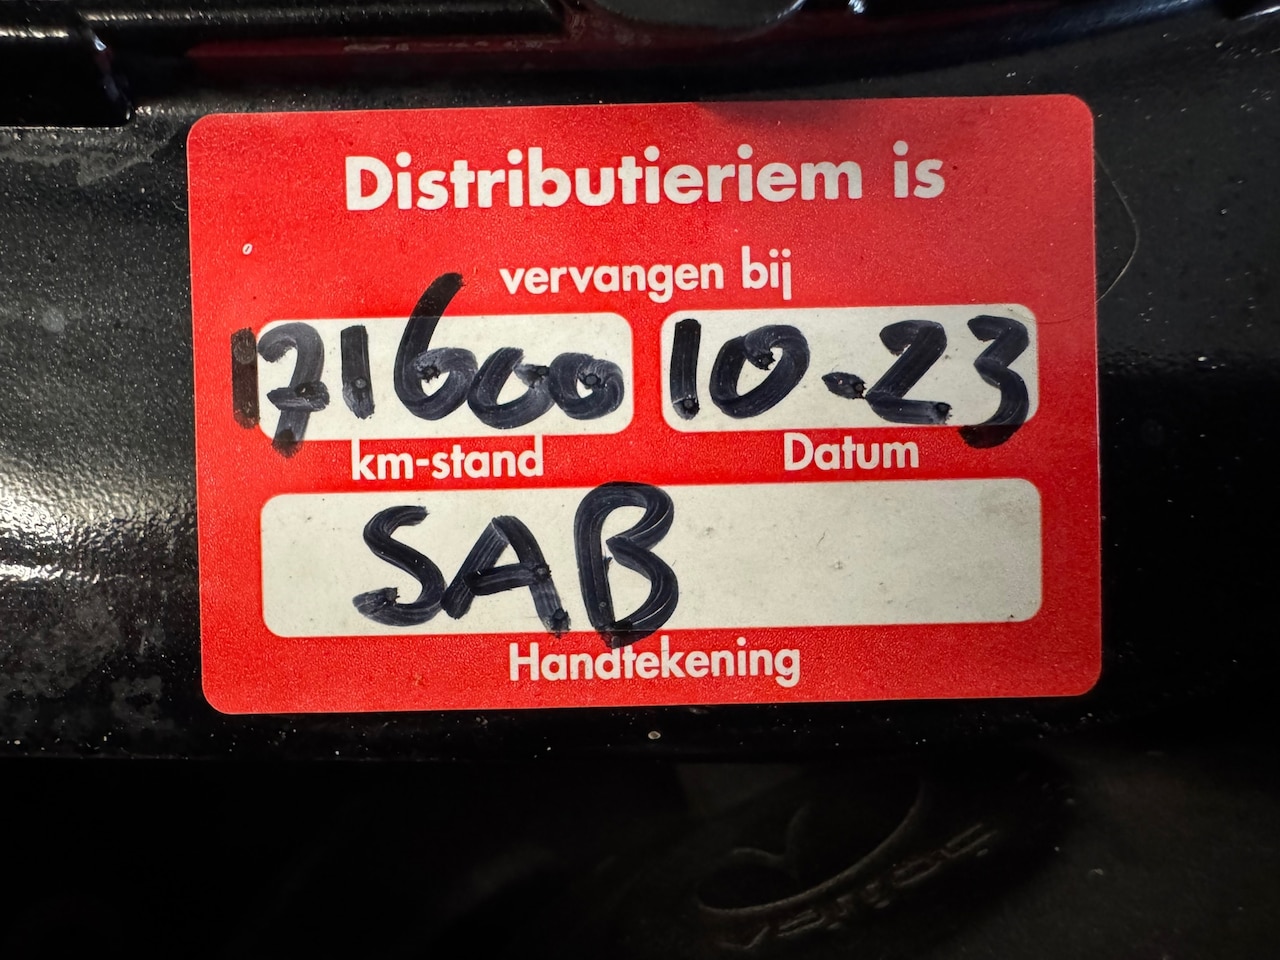 Distributieriem is
vervangen bij
171600 10-23
km-stand Datum
SAB
Handtekening